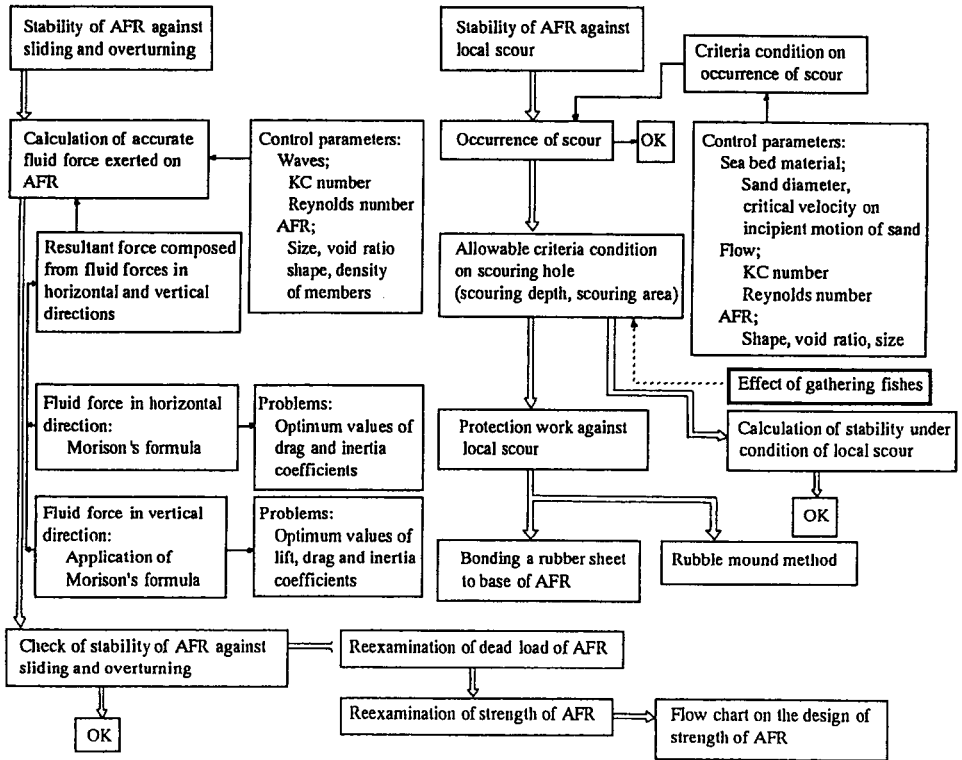 Stability of AFR against
sliding and overturning
Calculation of accurate
fluid force exerted on
AFR
Control parameters:
Waves;
KC number
Reynolds number
AFR;
Size, void ratio
shape, density
of members
Resultant force composed
from fluid forces in
horizontal and vertical
directions
Fluid force in horizontal
direction:
Morison's formula
Problems:
Optimum values of
drag and inertia
coefficients
Fluid force in vertical
direction:
Application of
Morison's formula
Problems:
Optimum values of
lift, drag and inertia
coefficients
Check of stability of AFR against
sliding and overturning
OK
Reexamination of dead load of AFR
Reexamination of strength of AFR
Flow chart on the design of
strength of AFR
Stability of AFR against
local scour
Criteria condition on
occurrence of scour
Occurrence of scour
OK
Control parameters:
Sea bed material;
Sand diameter,
critical velocity on
incipient motion of sand
Flow;
KC number
Reynolds number
AFR;
Shape, void ratio, size
Allowable criteria condition
on scouring hole
(scouring depth, scouring area)
Effect of gathering fishes
Protection work against
local scour
Calculation of stability under
condition of local scour
OK
Bonding a rubber sheet
to base of AFR
Rubble mound method